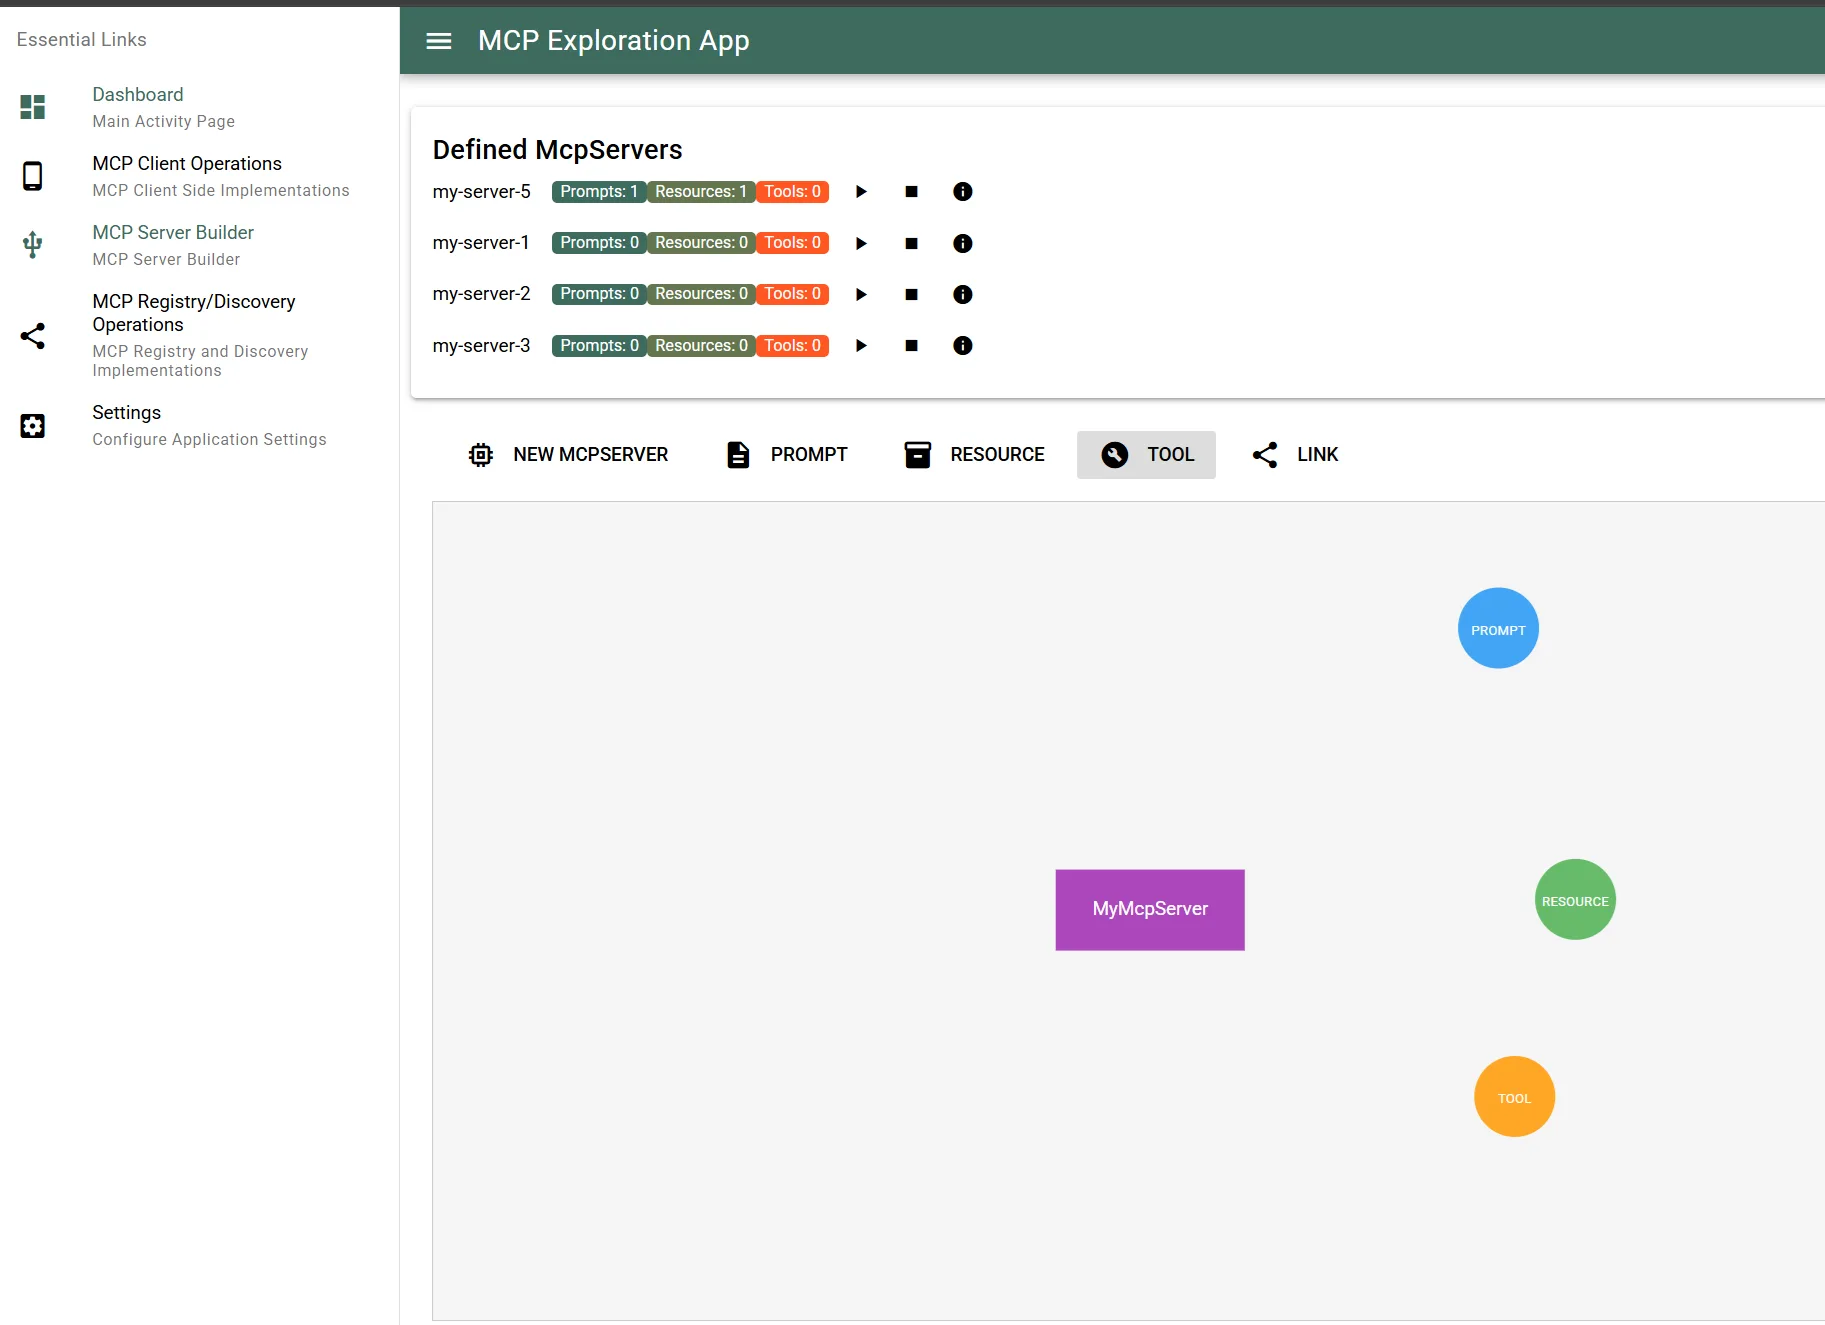 Essential Links
Dashboard
Main Activity Page
MCP Client Operations
MCP Client Side Implementations
MCP Server Builder
MCP Server Builder
MCP Registry/Discovery
Operations
MCP Registry and Discovery
Implementations
Settings
Configure Application Settings
MCP Exploration App
Defined McpServers
my-server-5 Prompts: 1 Resources: 1 Tools: 0
my-server-1 Prompts: 0 Resources: 0 Tools: 0
my-server-2 Prompts: 0 Resources: 0 Tools: 0
my-server-3 Prompts: 0 Resources: 0 Tools: 0
NEW MCPSERVER PROMPT RESOURCE TOOL LINK
PROMPT
MyMcpServer
RESOURCE
TOOL